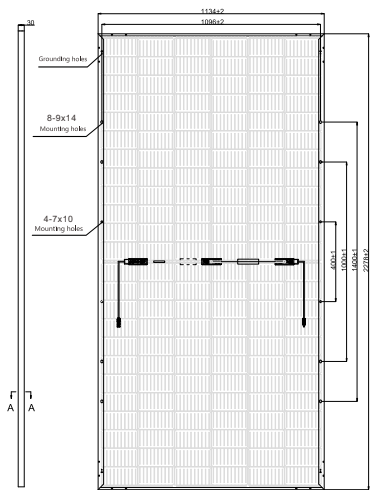 30
1134±2
1096±2
Grounding holes
8-9x14
Mounting holes
4-7x10
Mounting holes
400±1
1000±1
1400±1
2278±2
A
A